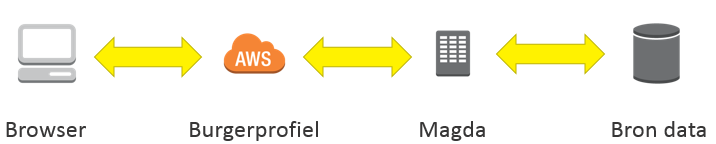 AWS
Browser
Burgerprofiel
Magda
Bron data